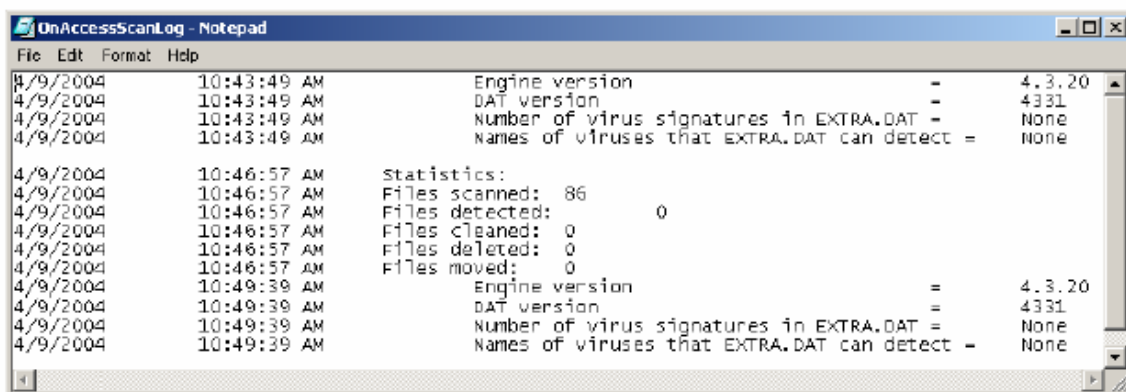 OnAccessScanLog - Notepad
File Edit Format Help
4/9/2004 10:43:49 AM Engine version = 4.3.20
4/9/2004 10:43:49 AM DAT version = 4331
4/9/2004 10:43:49 AM Number of virus signatures in EXTRA.DAT = None
4/9/2004 10:43:49 AM Names of viruses that EXTRA.DAT can detect = None
4/9/2004 10:46:57 AM Statistics:
4/9/2004 10:46:57 AM Files scanned: 86
4/9/2004 10:46:57 AM Files detected: 0
4/9/2004 10:46:57 AM Files cleaned: 0
4/9/2004 10:46:57 AM Files deleted: 0
4/9/2004 10:46:57 AM Files moved: 0
4/9/2004 10:49:39 AM Engine version = 4.3.20
4/9/2004 10:49:39 AM DAT version = 4331
4/9/2004 10:49:39 AM Number of virus signatures in EXTRA.DAT = None
4/9/2004 10:49:39 AM Names of viruses that EXTRA.DAT can detect = None